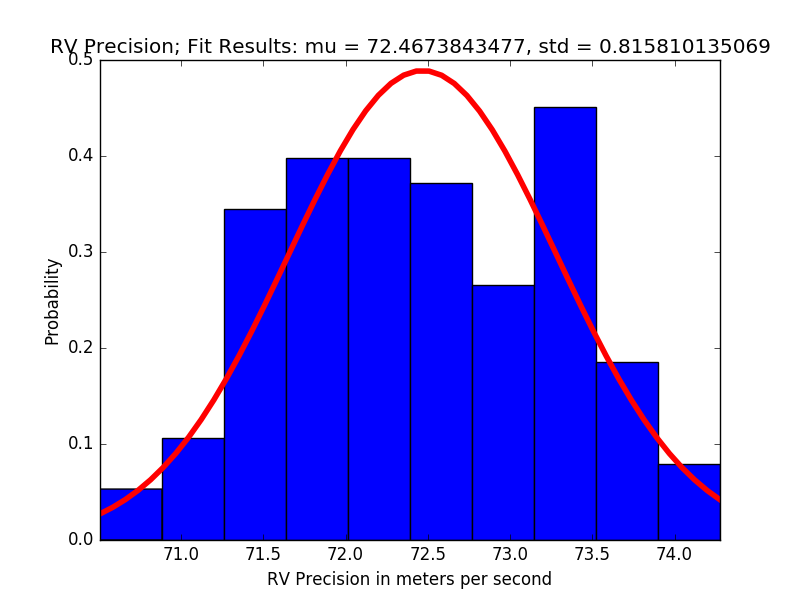 RV Precision; Fit Results: mu = 72.4673843477, std = 0.815810135069
0.5
0.4
0.3
0.2
0.1
0.0
Probability
71.0 71.5 72.0 72.5 73.0 73.5 74.0
RV Precision in meters per second